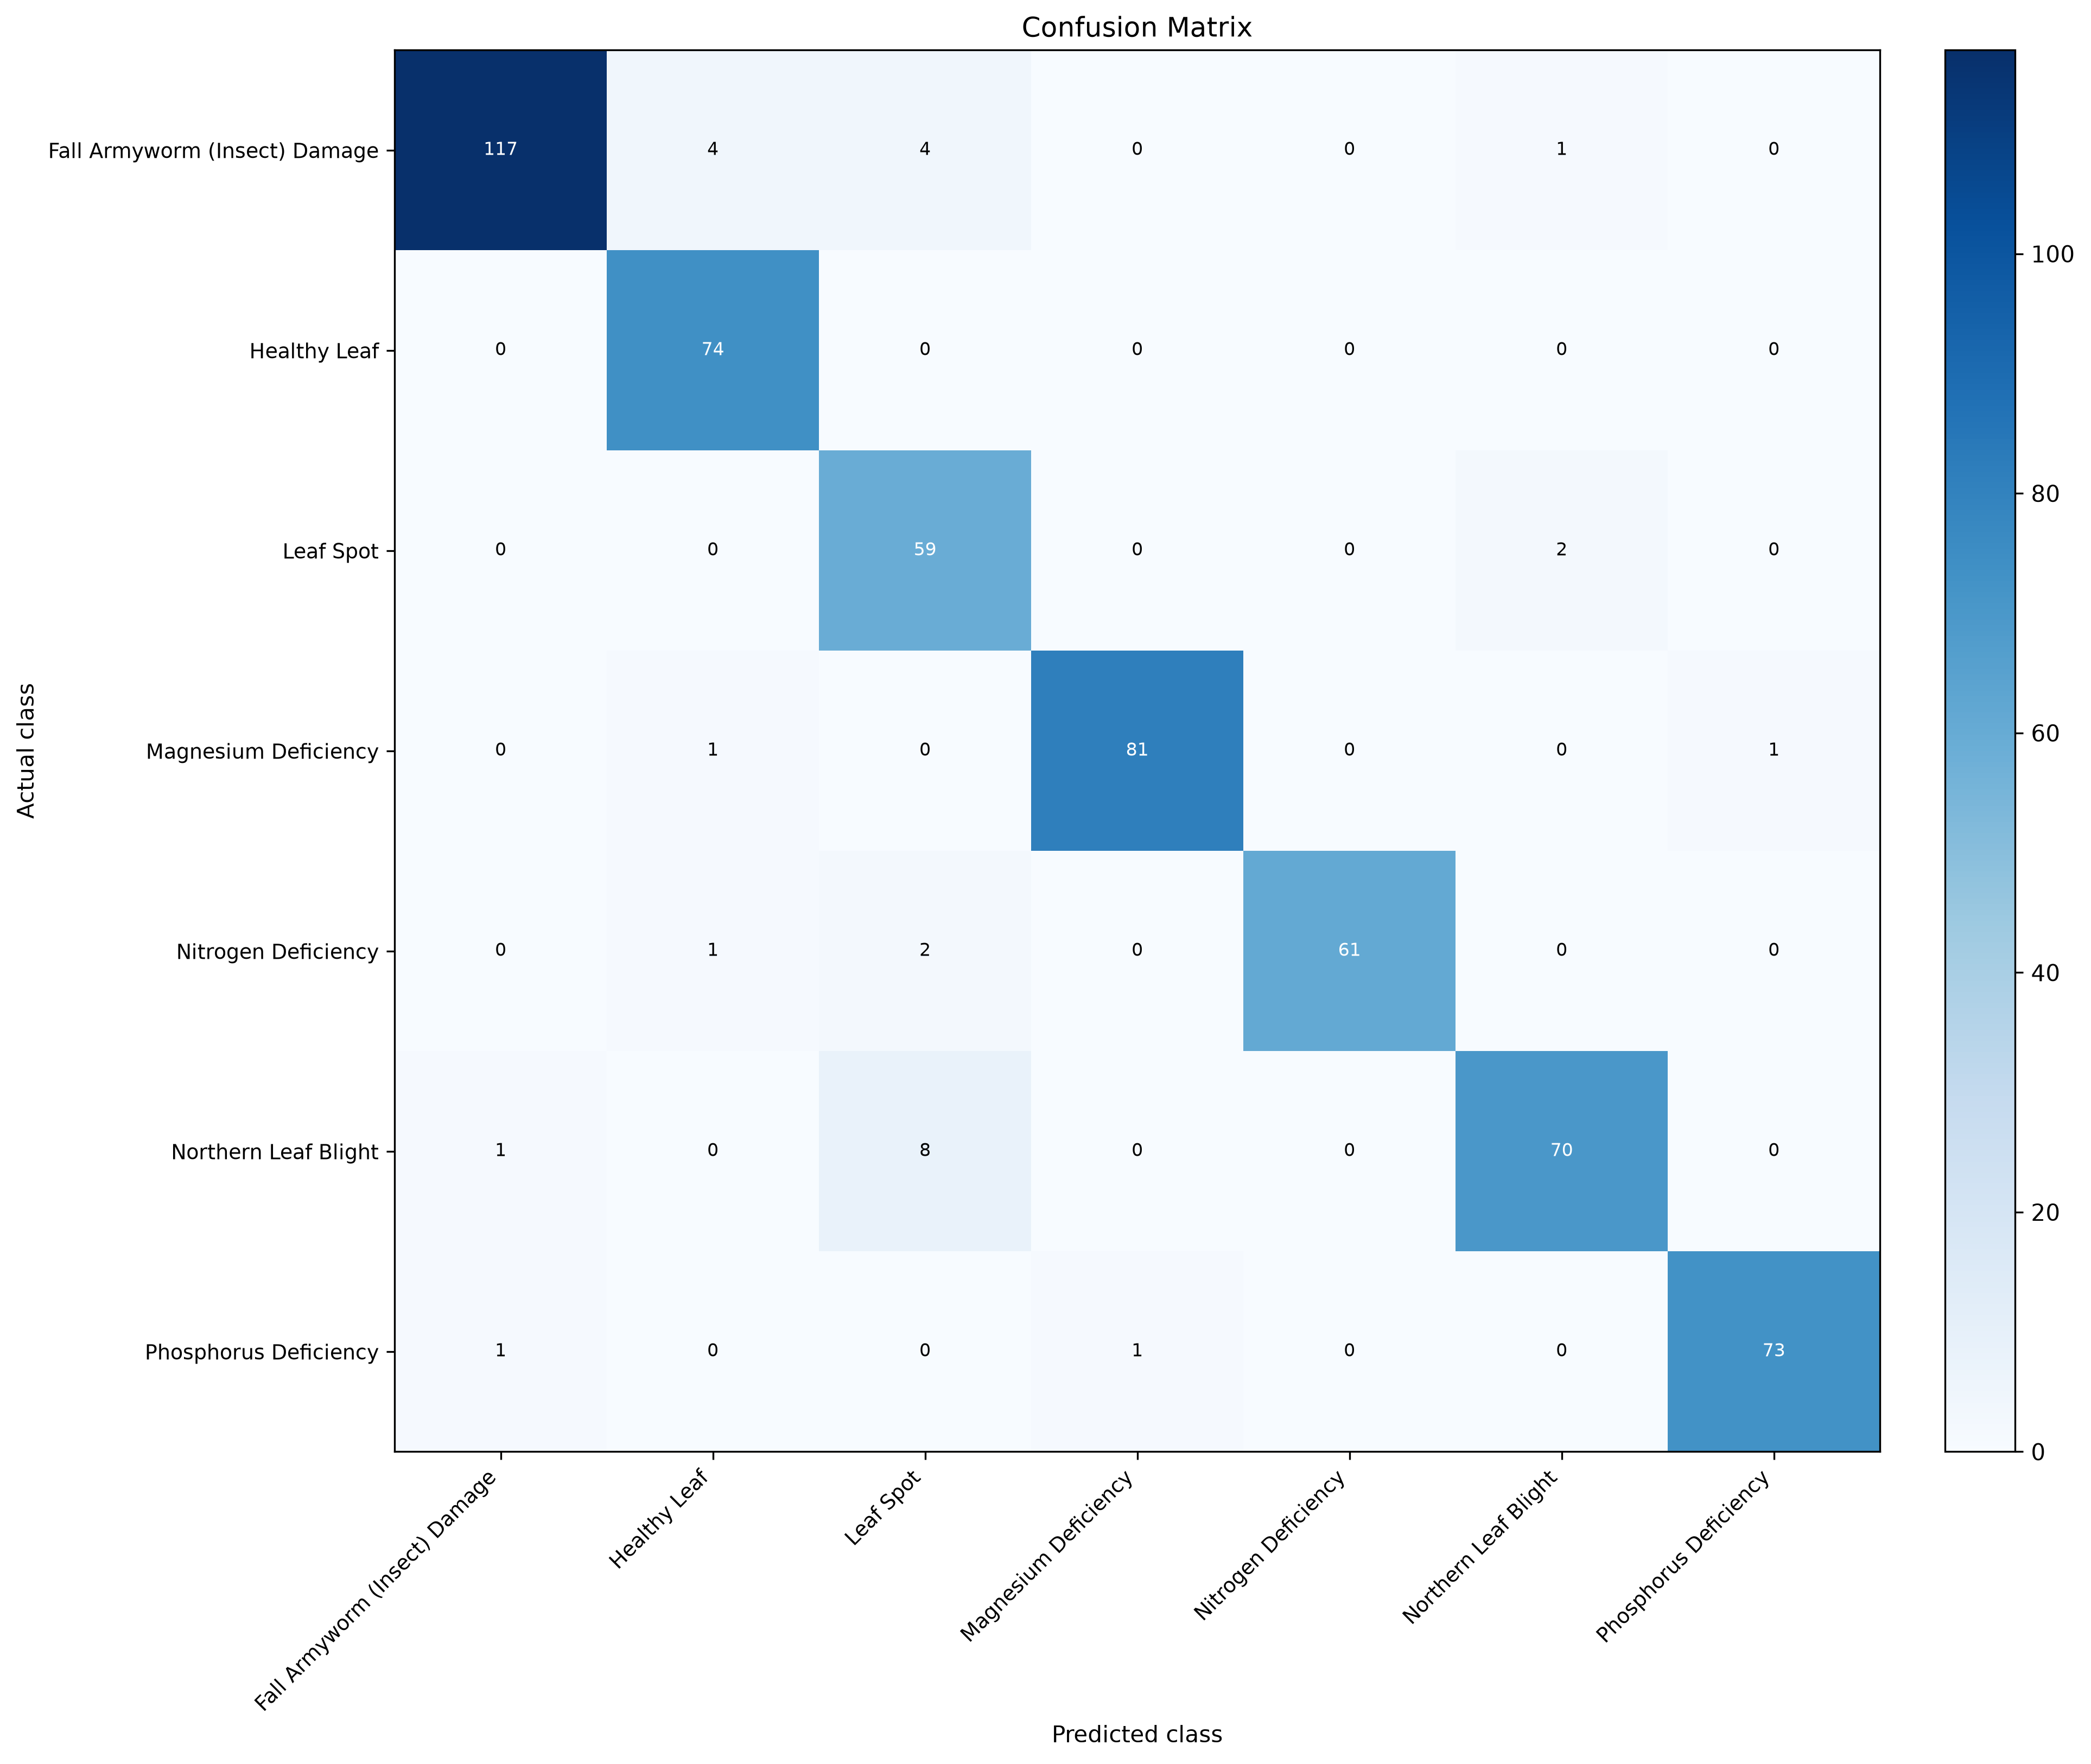 Confusion Matrix
Fall Armyworm (Insect) Damage 117 4 4 0 0 1 0
Healthy Leaf 0 74 0 0 0 0 0
Leaf Spot 0 0 59 0 0 2 0
Magnesium Deficiency 0 1 0 81 0 0 1
Nitrogen Deficiency 0 1 2 0 61 0 0
Northern Leaf Blight 1 0 8 0 0 70 0
Phosphorus Deficiency 1 0 0 1 0 0 73
Actual class
Fall Armyworm (Insect) Damage
Healthy Leaf
Leaf Spot
Magnesium Deficiency
Nitrogen Deficiency
Northern Leaf Blight
Phosphorus Deficiency
Predicted class
100
80
60
40
20
0